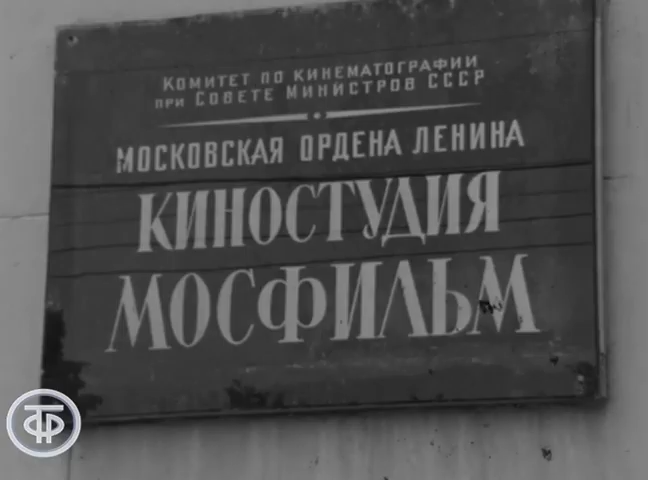 КОМИТЕТ ПО КИНЕМАТОГРАФИИ
ПРИ СОВЕТЕ МИНИСТРОВ СССР
МОСКОВСКАЯ ОРДЕНА ЛЕНИНА
КИНОСТУДИЯ
МОСФИЛЬМ